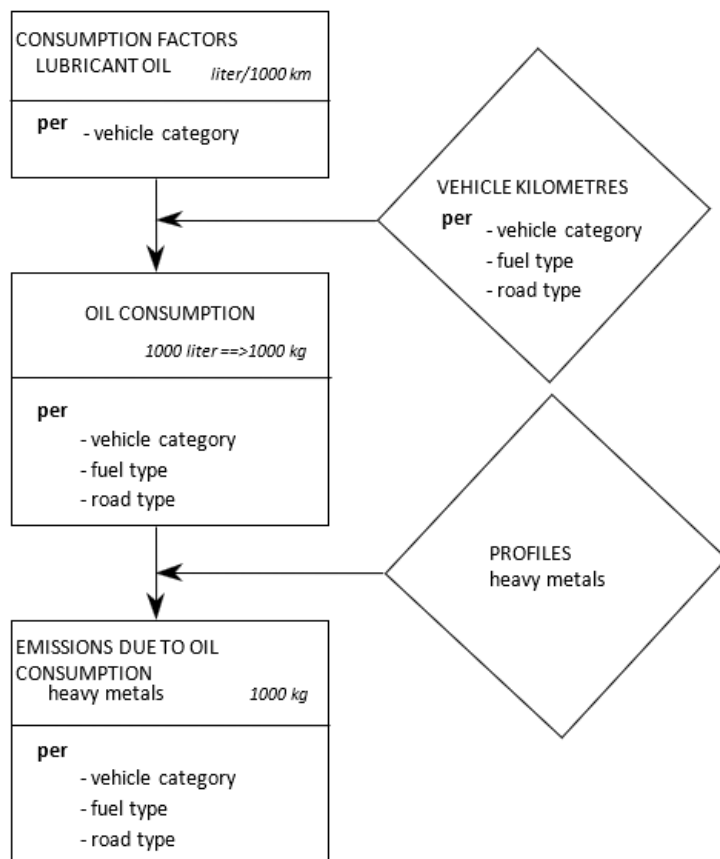 CONSUMPTION FACTORS
LUBRICANT OIL liter/1000 km
per - vehicle category
VEHICLE KILOMETRES
per - vehicle category
- fuel type
- road type
OIL CONSUMPTION
1000 liter ==>1000 kg
per
- vehicle category
- fuel type
- road type
PROFILES
heavy metals
EMISSIONS DUE TO OIL
CONSUMPTION
heavy metals 1000 kg
per
- vehicle category
- fuel type
- road type